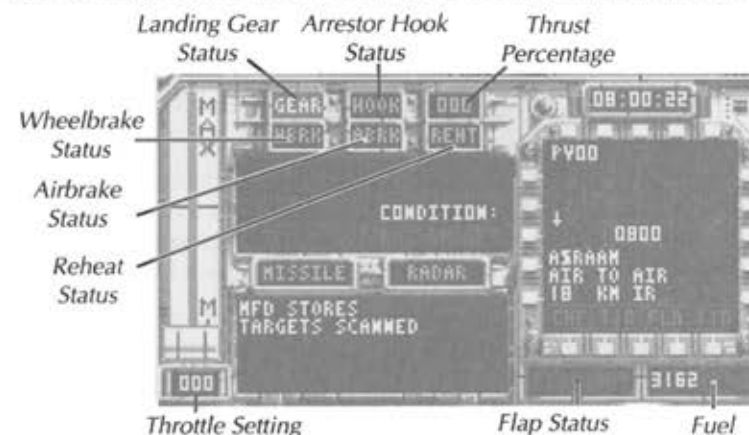 Landing Gear Status
Arrestor Hook Status
Thrust Percentage
Wheelbrake Status
Airbrake Status
Reheat Status
GEAR HOOK 000
WBRK ABRK REHT
MAX
08:00:22
PY00
CONDITION:
↓
0800
ASRAAM
AIR TO AIR
18 KM IR
MISSILE RADAR
MFD STORES
TARGETS SCANNED
000
3162
Throttle Setting
Flap Status
Fuel